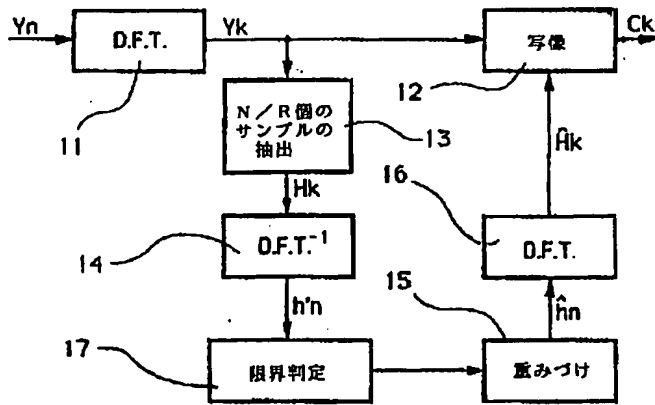 Yn
D.F.T.
Yk
写像
Ck
11
12
N／R個の
サンプルの
抽出
13
Hk
Ĥk
14
D.F.T.⁻¹
16
D.F.T.
h'n
15
ĥn
17
限界判定
重みづけ